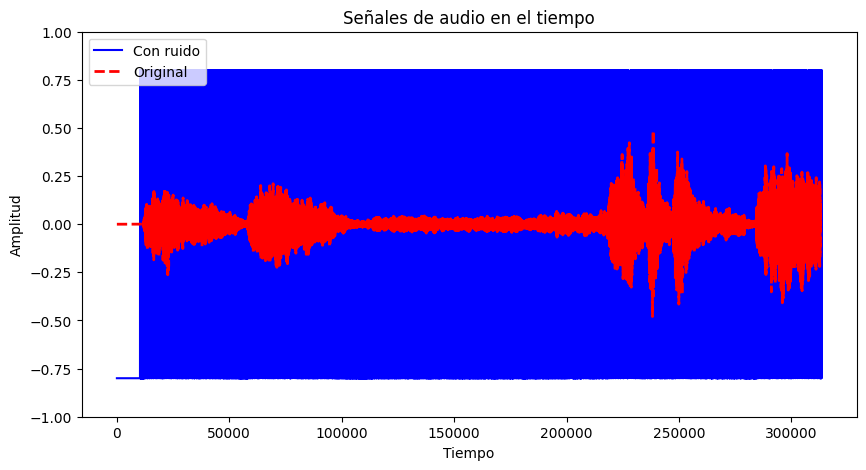 Señales de audio en el tiempo
Con ruido
Original
1.00
0.75
0.50
0.25
0.00
−0.25
−0.50
−0.75
−1.00
Amplitud
0 50000 100000 150000 200000 250000 300000
Tiempo